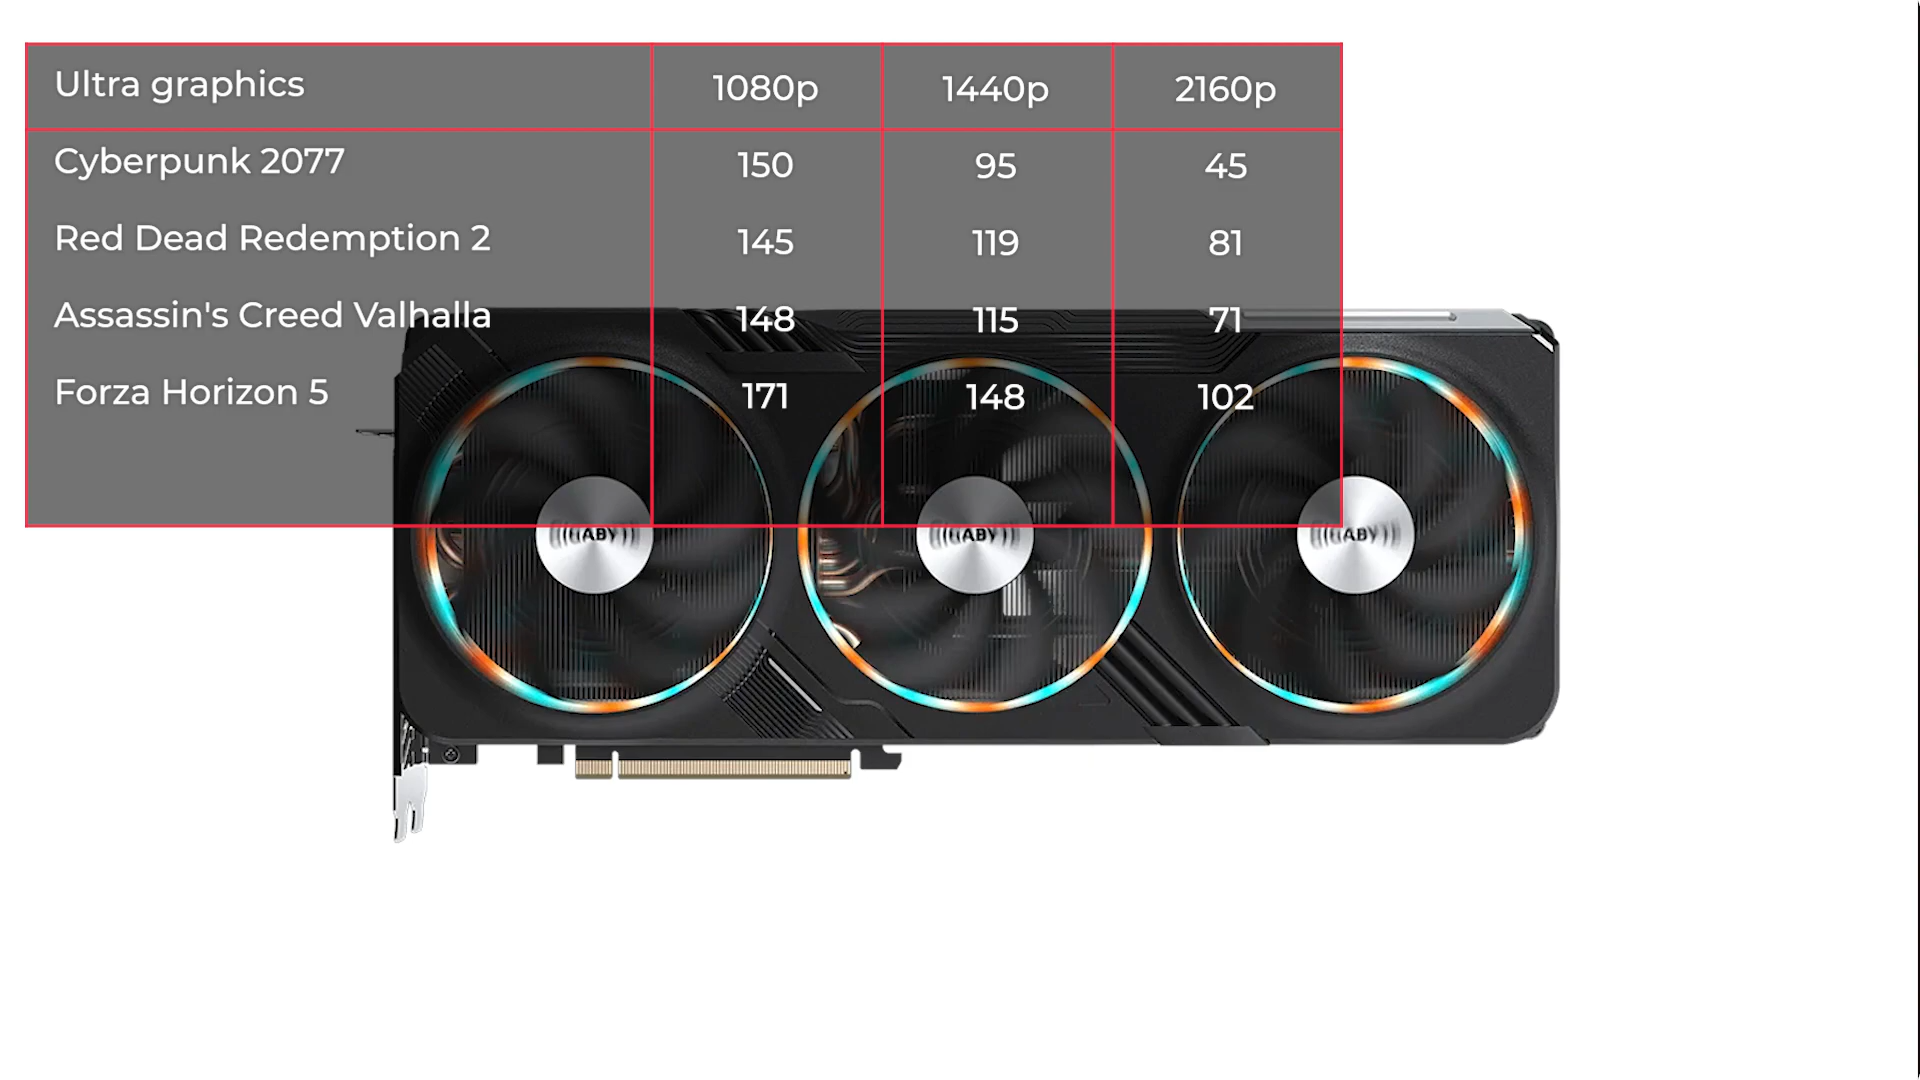 Ultra graphics 1080p 1440p 2160p
Cyberpunk 2077 150 95 45
Red Dead Redemption 2 145 119 81
Assassin's Creed Valhalla 148 115 71
Forza Horizon 5 171 148 102